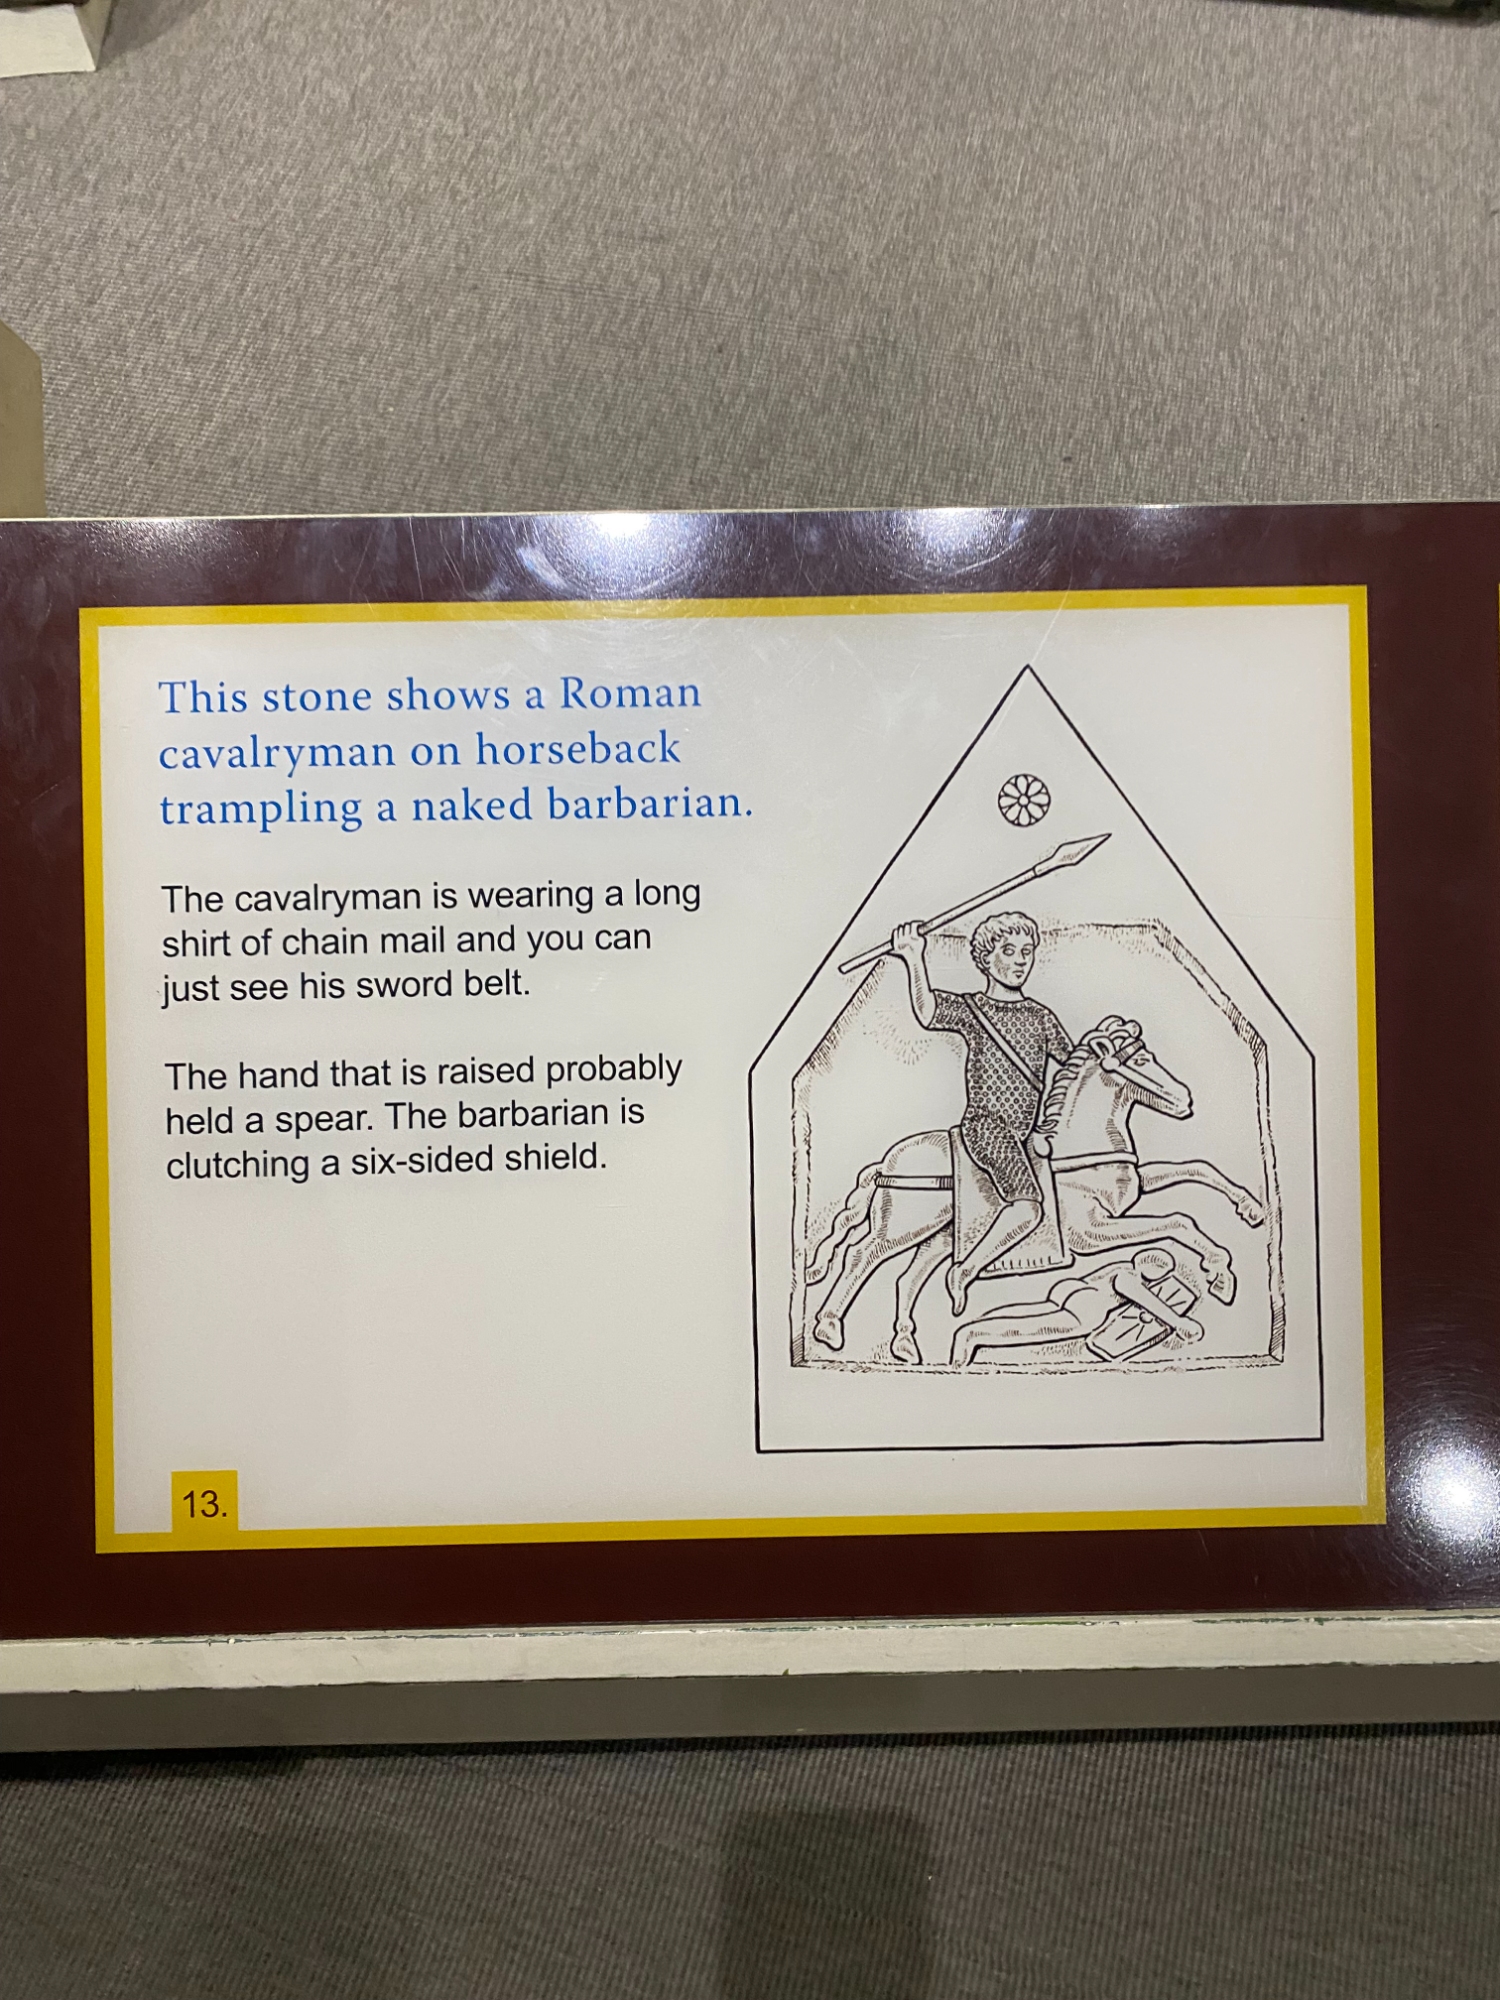 This stone shows a Roman
cavalryman on horseback
trampling a naked barbarian.
The cavalryman is wearing a long
shirt of chain mail and you can
just see his sword belt.
The hand that is raised probably
held a spear. The barbarian is
clutching a six-sided shield.
13.